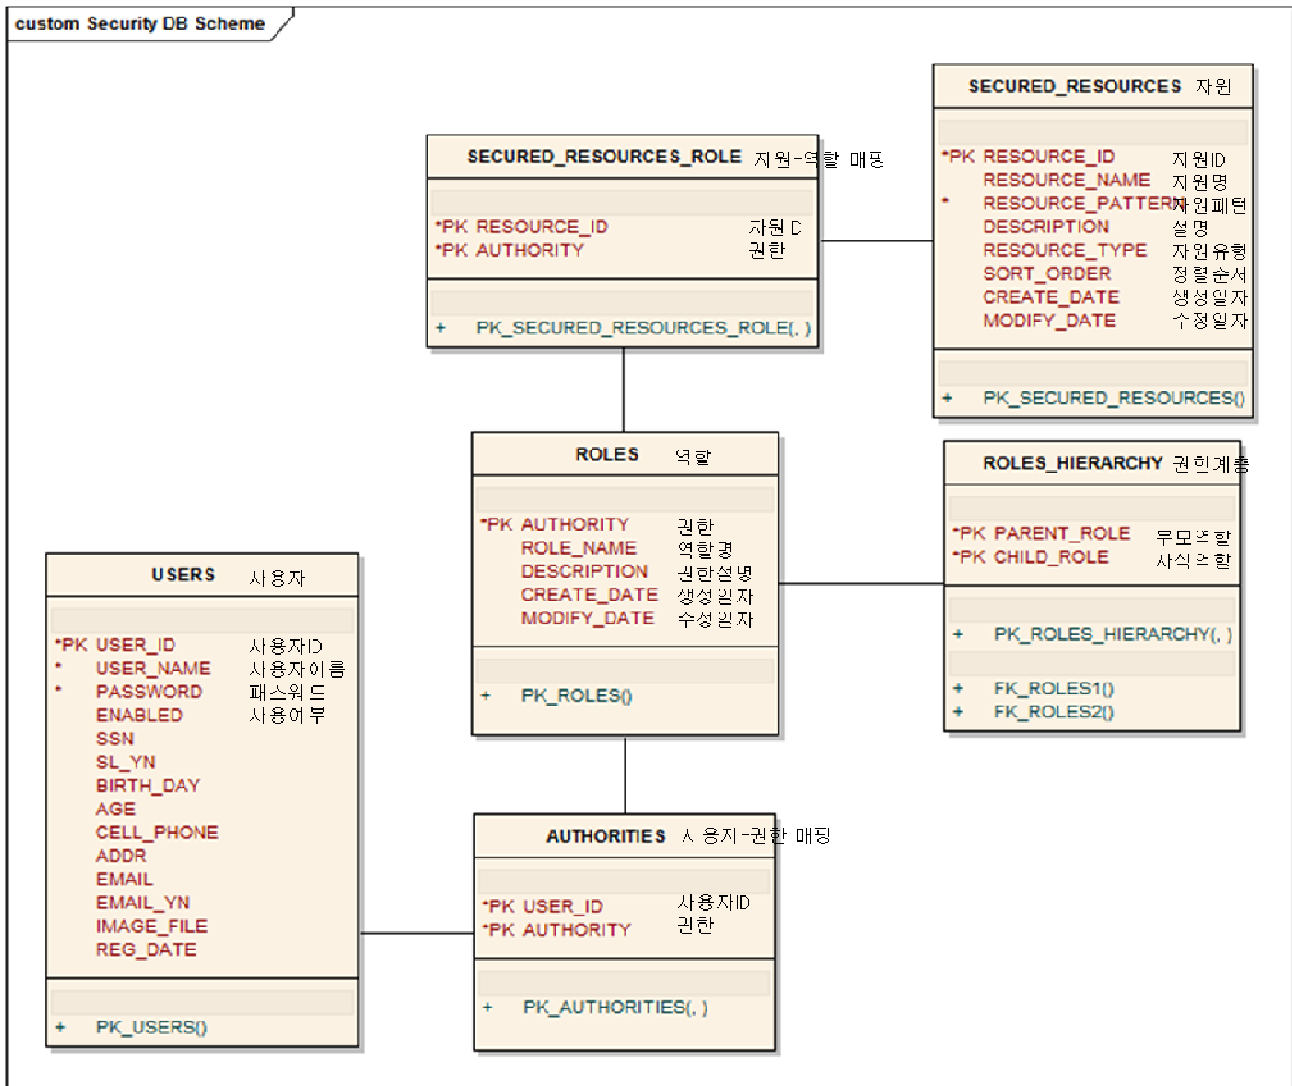 custom Security DB Scheme
SECURED_RESOURCES 자원
*PK RESOURCE_ID 자원ID
RESOURCE_NAME 자원명
* RESOURCE_PATTERN 자원패턴
DESCRIPTION 설명
RESOURCE_TYPE 자원유형
SORT_ORDER 정렬순서
CREATE_DATE 생성일자
MODIFY_DATE 수정일자
+ PK_SECURED_RESOURCES()
SECURED_RESOURCES_ROLE 자원-역할 매핑
*PK RESOURCE_ID 자원ID
*PK AUTHORITY 권한
+ PK_SECURED_RESOURCES_ROLE(, )
ROLES 역할
*PK AUTHORITY 권한
ROLE_NAME 역할명
DESCRIPTION 권한설명
CREATE_DATE 생성일자
MODIFY_DATE 수정일자
+ PK_ROLES()
ROLES_HIERARCHY 권한계층
*PK PARENT_ROLE 부모역할
*PK CHILD_ROLE 자식역할
+ PK_ROLES_HIERARCHY(, )
+ FK_ROLES1()
+ FK_ROLES2()
USERS 사용자
*PK USER_ID 사용자ID
* USER_NAME 사용자이름
* PASSWORD 패스워드
ENABLED 사용여부
SSN
SL_YN
BIRTH_DAY
AGE
CELL_PHONE
ADDR
EMAIL
EMAIL_YN
IMAGE_FILE
REG_DATE
+ PK_USERS()
AUTHORITIES 사용자-권한 매핑
*PK USER_ID 사용자ID
*PK AUTHORITY 권한
+ PK_AUTHORITIES(, )